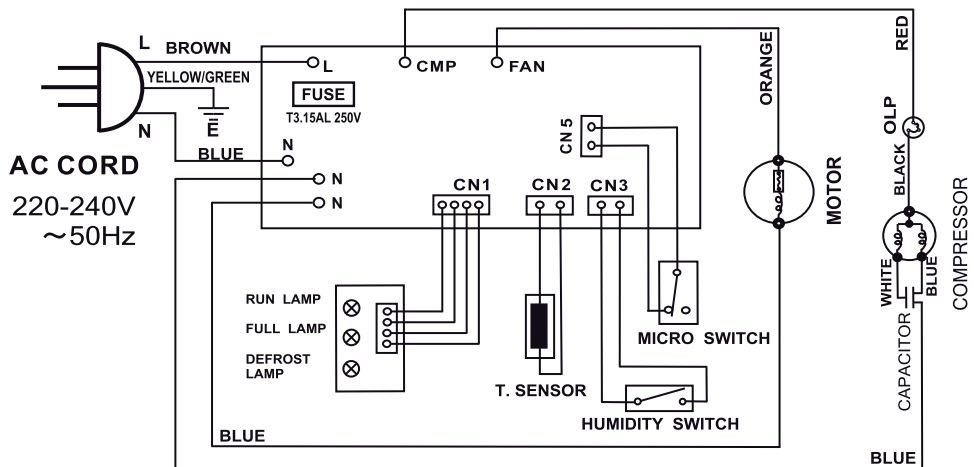 L
BROWN
YELLOW/GREEN
E
N
BLUE
AC CORD
220-240V
～50Hz
L
FUSE
T3.15AL 250V
N
N
N
CMP
FAN
CN 5
CN1
CN2
CN3
ORANGE
MOTOR
RED
OLP
BLACK
COMPRESSOR
WHITE
BLUE
CAPACITOR
RUN LAMP
FULL LAMP
DEFROST
LAMP
T. SENSOR
MICRO SWITCH
HUMIDITY SWITCH
BLUE
BLUE